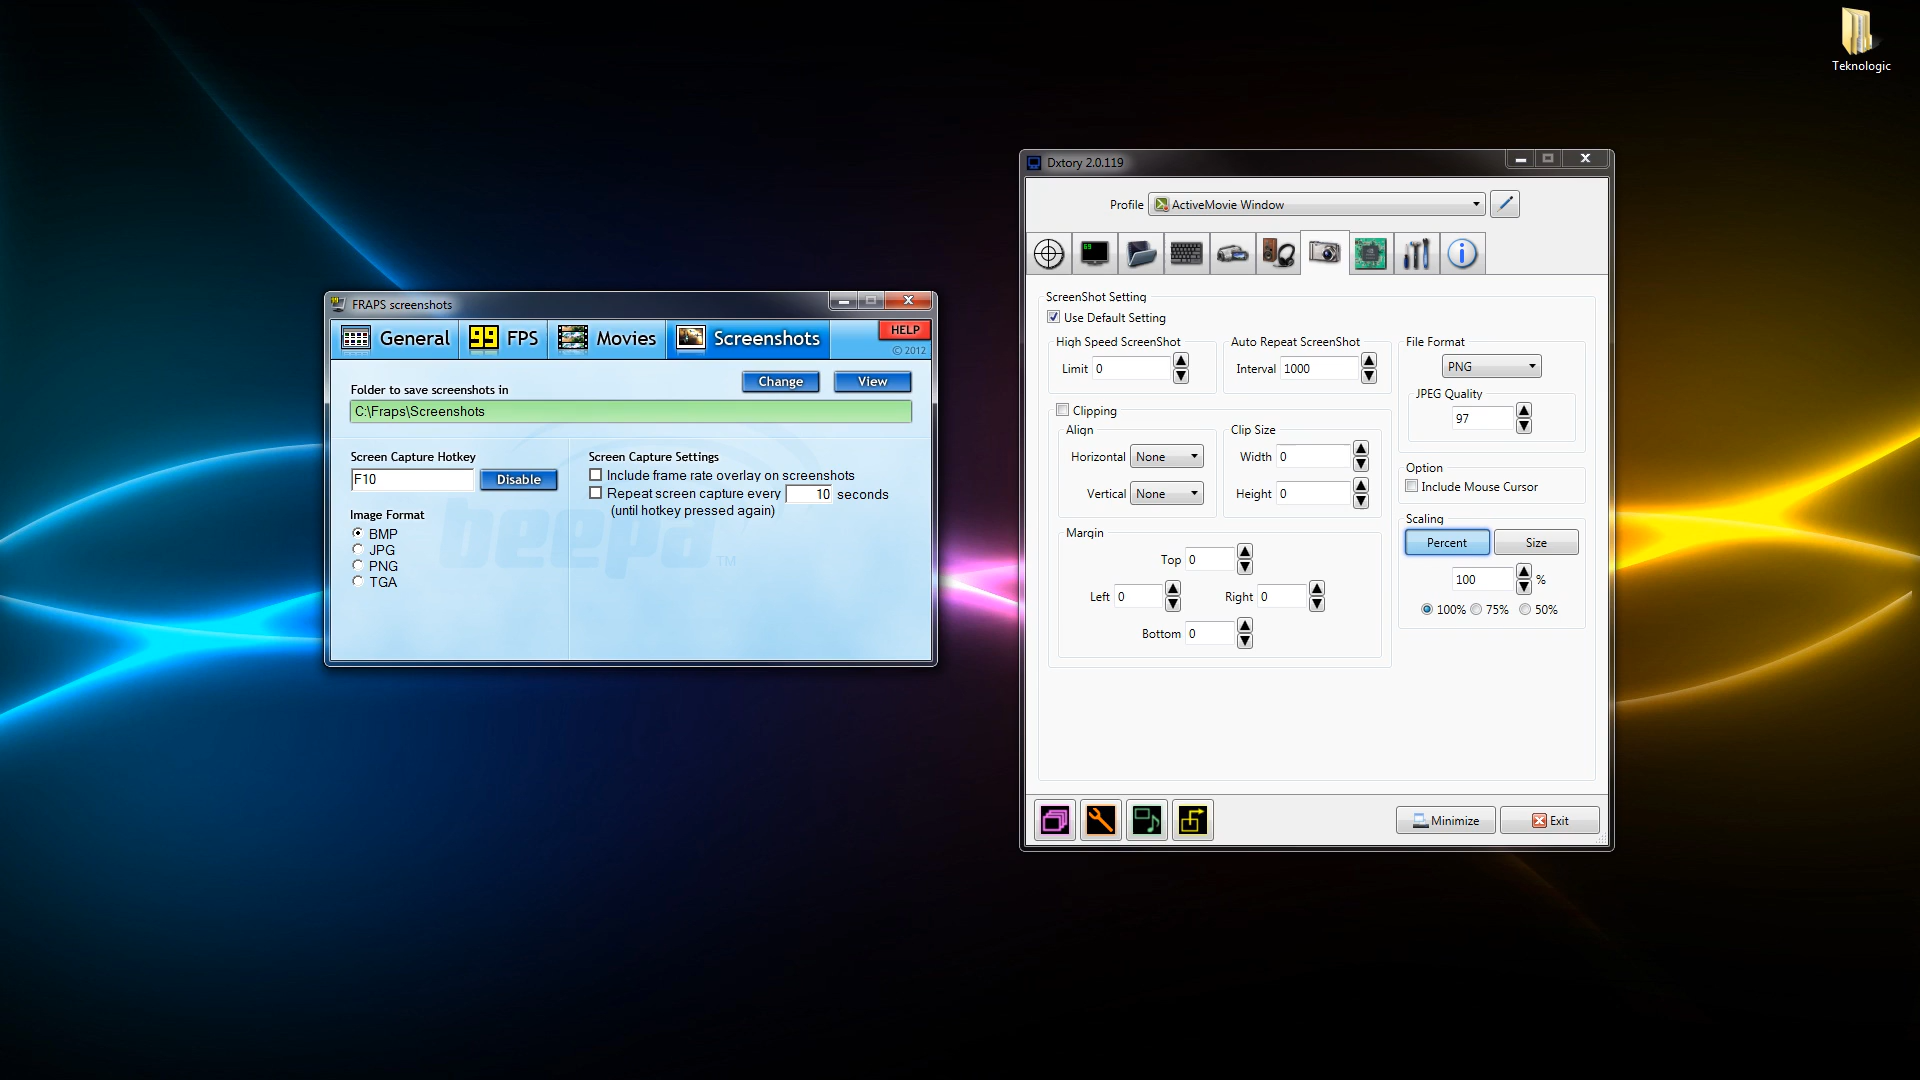 Teknologic
FRAPS screenshots
General
FPS
Movies
Screenshots
HELP
© 2012
Folder to save screenshots in
Change
View
C:\Fraps\Screenshots
Screen Capture Hotkey
F10
Disable
Image Format
BMP
JPG
PNG
TGA
Screen Capture Settings
Include frame rate overlay on screenshots
Repeat screen capture every 10 seconds
(until hotkey pressed again)
beepa™
Dxtory 2.0.119
Profile ActiveMovie Window
ScreenShot Setting
Use Default Setting
High Speed ScreenShot
Limit 0
Auto Repeat ScreenShot
Interval 1000
File Format
PNG
JPEG Quality
97
Clipping
Align
Horizontal None
Vertical None
Clip Size
Width 0
Height 0
Option
Include Mouse Cursor
Margin
Top 0
Left 0
Right 0
Bottom 0
Scaling
Percent
Size
100 %
100% 75% 50%
Minimize
Exit